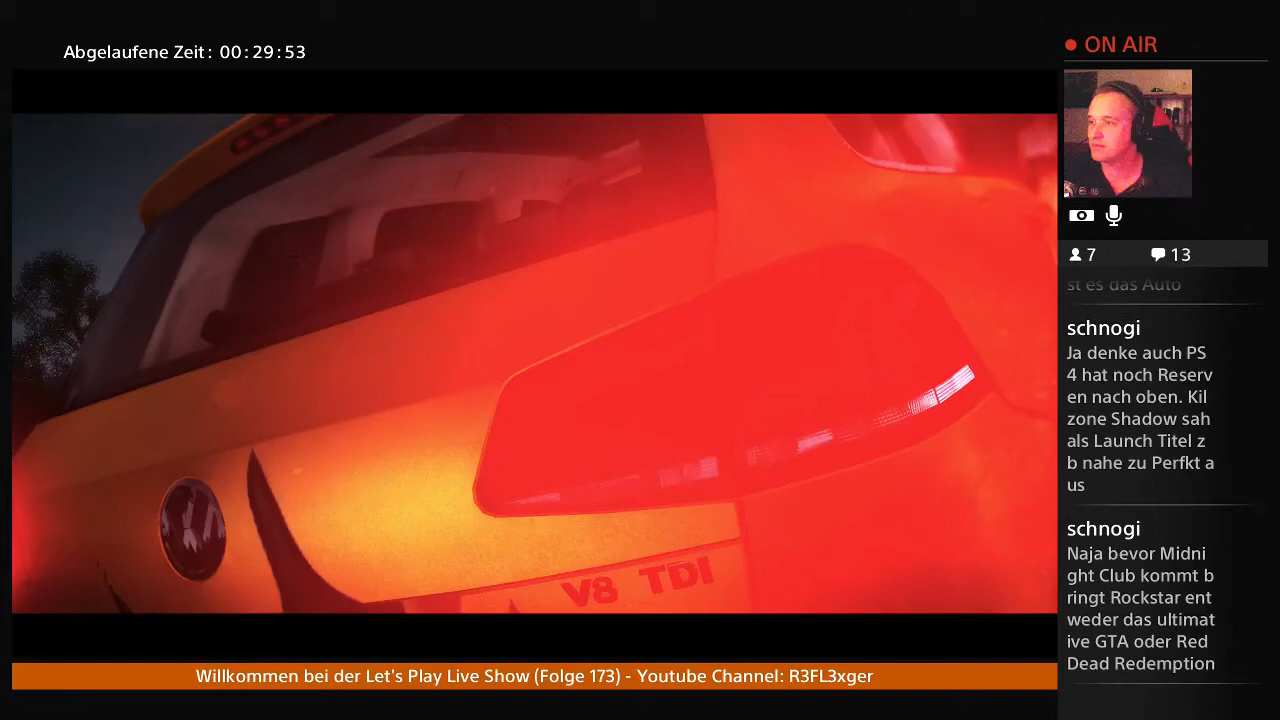 Abgelaufene Zeit: 00:29:53
ON AIR
7
13
st es das Auto
schnogi
Ja denke auch PS
4 hat noch Reserv
en nach oben. Kil
zone Shadow sah
als Launch Titel z
b nahe zu Perfkt a
us
schnogi
Naja bevor Midni
ght Club kommt b
ringt Rockstar ent
weder das ultimat
ive GTA oder Red
Dead Redemption
V8 TDI
Willkommen bei der Let's Play Live Show (Folge 173) - Youtube Channel: R3FL3xger